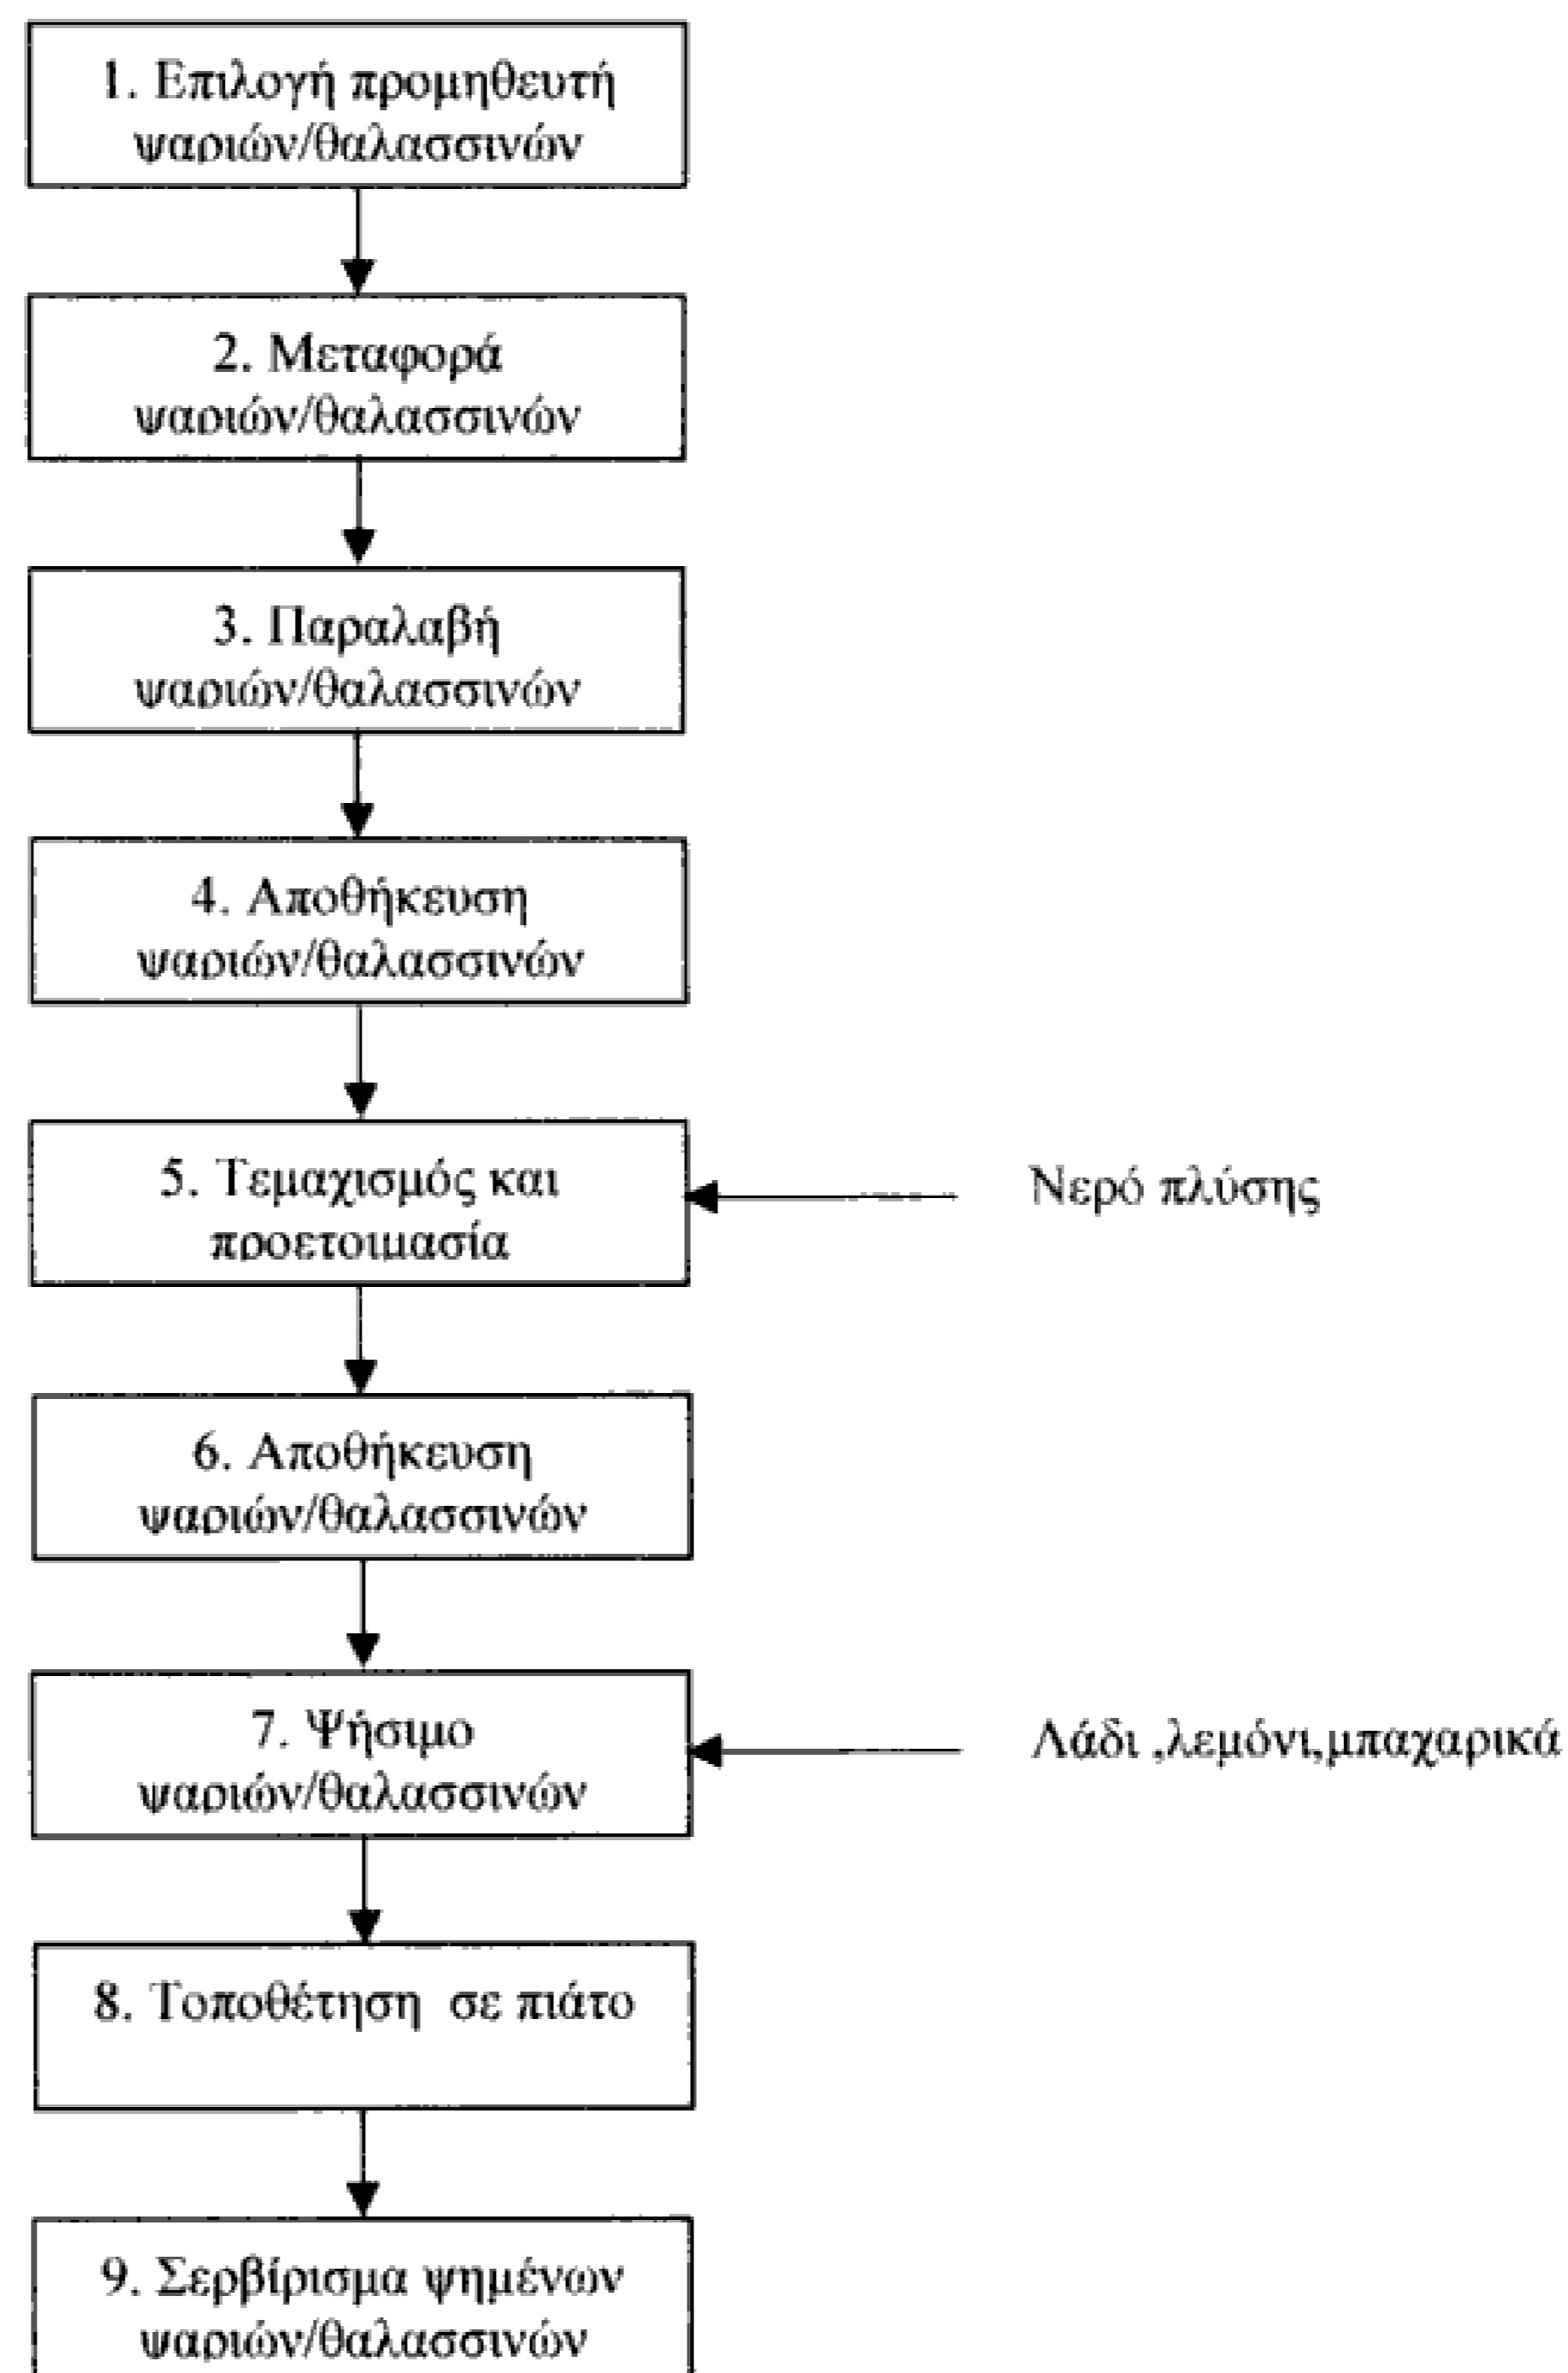 1. Επιλογή προμηθευτή
ψαριών/θαλασσινών
2. Μεταφορά
ψαριών/θαλασσινών
3. Παραλαβή
ψαριών/θαλασσινών
4. Αποθήκευση
ψαριών/θαλασσινών
5. Τεμαχισμός και
προετοιμασία
Νερό πλύσης
6. Αποθήκευση
ψαριών/θαλασσινών
7. Ψήσιμο
ψαριών/θαλασσινών
Λάδι ,λεμόνι,μπαχαρικά
8. Τοποθέτηση σε πιάτο
9. Σερβίρισμα ψημένων
ψαριών/θαλασσινών